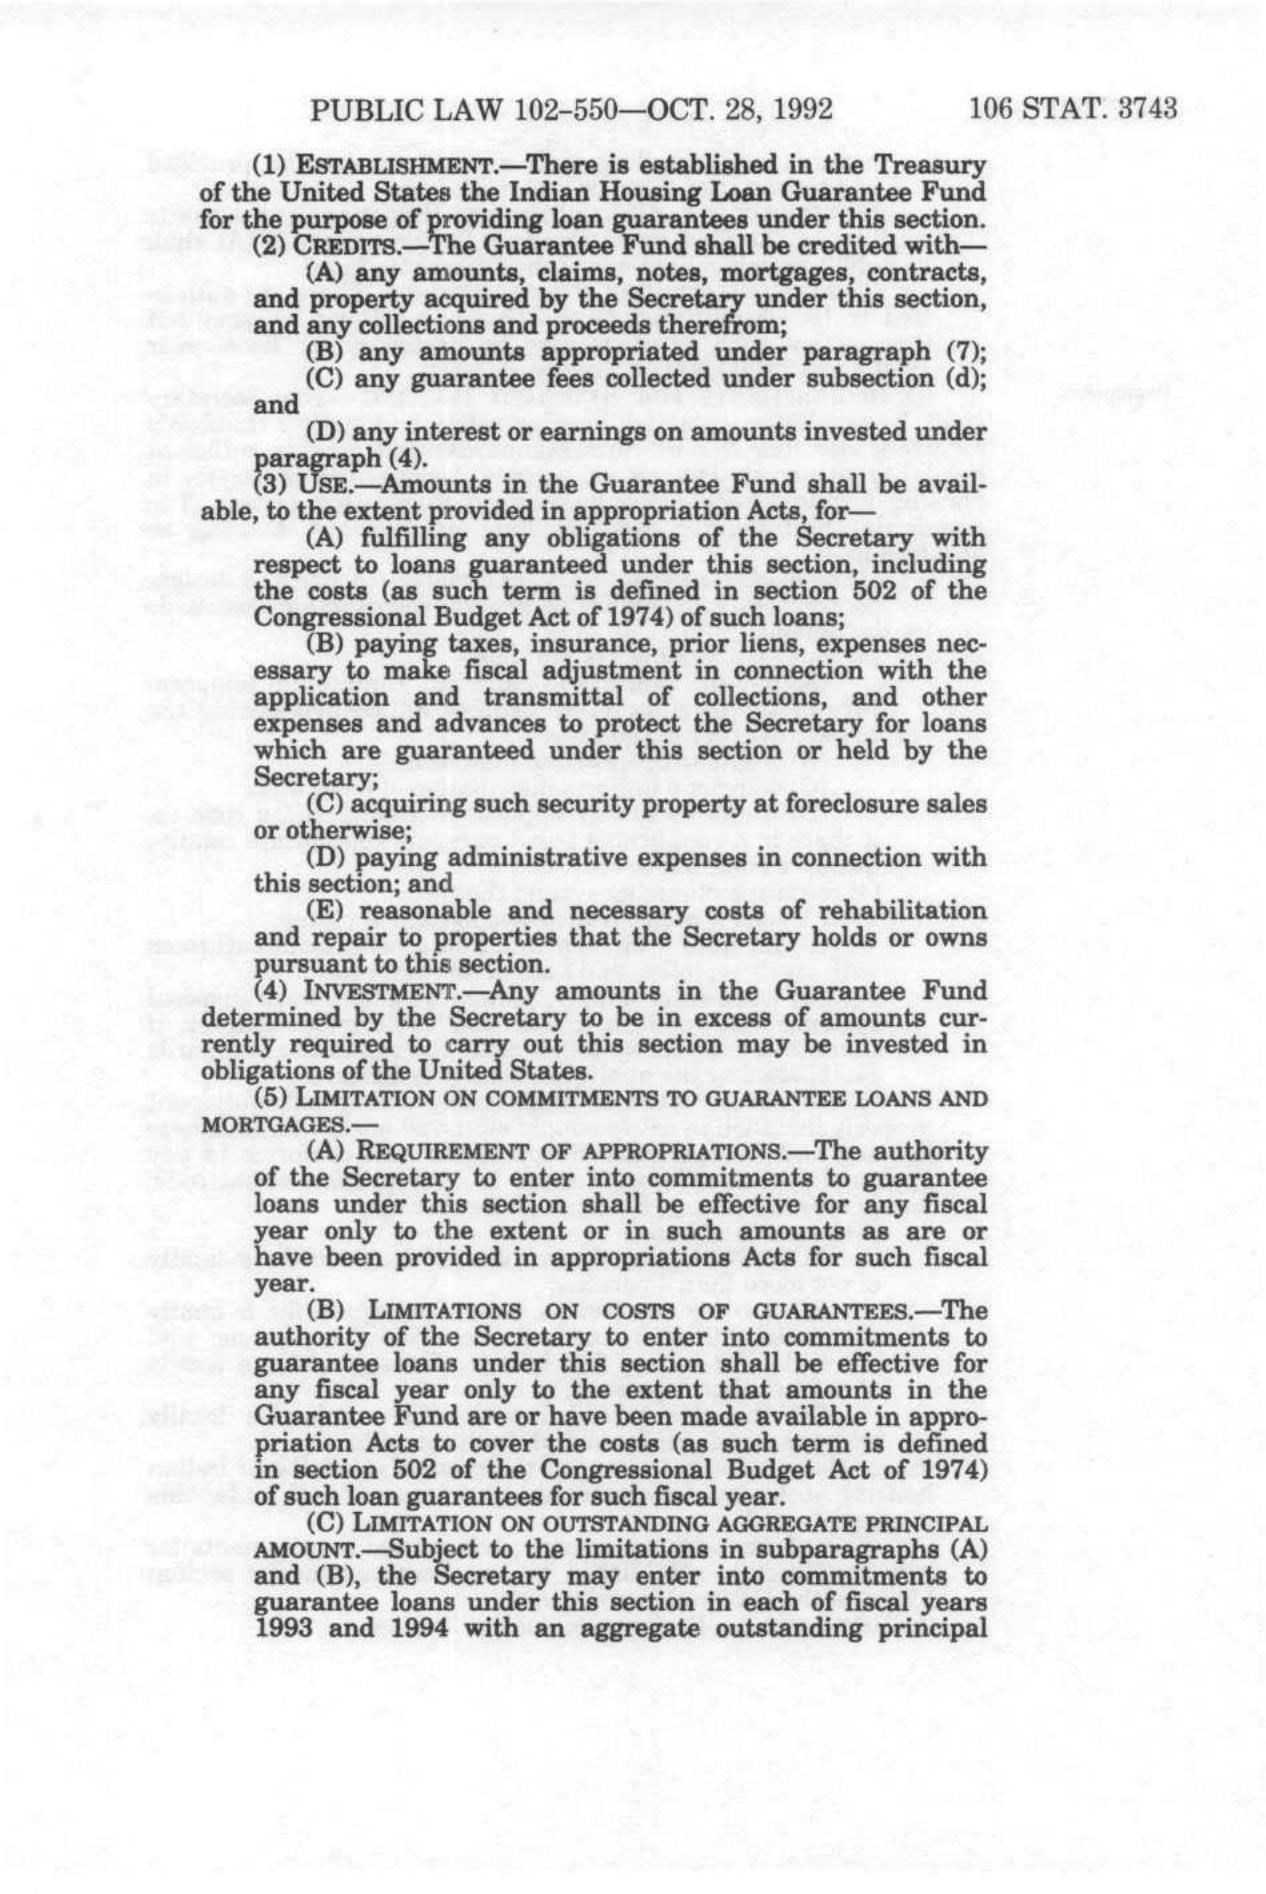 PUBLIC LAW 102–550—OCT. 28, 1992 106 STAT. 3743
(1) ESTABLISHMENT.—There is established in the Treasury
of the United States the Indian Housing Loan Guarantee Fund
for the purpose of providing loan guarantees under this section.
(2) CREDITS.—The Guarantee Fund shall be credited with—
(A) any amounts, claims, notes, mortgages, contracts,
and property acquired by the Secretary under this section,
and any collections and proceeds therefrom;
(B) any amounts appropriated under paragraph (7);
(C) any guarantee fees collected under subsection (d);
and
(D) any interest or earnings on amounts invested under
paragraph (4).
(3) USE.—Amounts in the Guarantee Fund shall be avail-
able, to the extent provided in appropriation Acts, for—
(A) fulfilling any obligations of the Secretary with
respect to loans guaranteed under this section, including
the costs (as such term is defined in section 502 of the
Congressional Budget Act of 1974) of such loans;
(B) paying taxes, insurance, prior liens, expenses nec-
essary to make fiscal adjustment in connection with the
application and transmittal of collections, and other
expenses and advances to protect the Secretary for loans
which are guaranteed under this section or held by the
Secretary;
(C) acquiring such security property at foreclosure sales
or otherwise;
(D) paying administrative expenses in connection with
this section; and
(E) reasonable and necessary costs of rehabilitation
and repair to properties that the Secretary holds or owns
pursuant to this section.
(4) INVESTMENT.—Any amounts in the Guarantee Fund
determined by the Secretary to be in excess of amounts cur-
rently required to carry out this section may be invested in
obligations of the United States.
(5) LIMITATION ON COMMITMENTS TO GUARANTEE LOANS AND
MORTGAGES.—
(A) REQUIREMENT OF APPROPRIATIONS.—The authority
of the Secretary to enter into commitments to guarantee
loans under this section shall be effective for any fiscal
year only to the extent or in such amounts as are or
have been provided in appropriations Acts for such fiscal
year.
(B) LIMITATIONS ON COSTS OF GUARANTEES.—The
authority of the Secretary to enter into commitments to
guarantee loans under this section shall be effective for
any fiscal year only to the extent that amounts in the
Guarantee Fund are or have been made available in appro-
priation Acts to cover the costs (as such term is defined
in section 502 of the Congressional Budget Act of 1974)
of such loan guarantees for such fiscal year.
(C) LIMITATION ON OUTSTANDING AGGREGATE PRINCIPAL
AMOUNT.—Subject to the limitations in subparagraphs (A)
and (B), the Secretary may enter into commitments to
guarantee loans under this section in each of fiscal years
1993 and 1994 with an aggregate outstanding principal